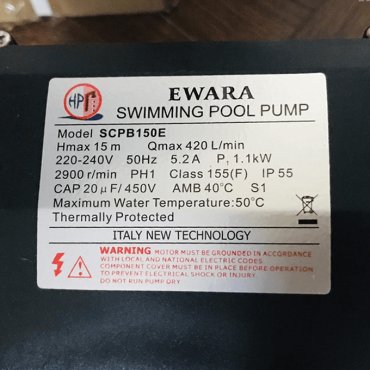 HP
EWARA
SWIMMING POOL PUMP
Model SCPB150E
Hmax 15 m Qmax 420 L/min
220-240V 50Hz 5.2A P, 1.1kW
2900 r/min PH1 Class 155(F) IP 55
CAP 20μF/450V AMB 40°C S1
Maximum Water Temperature:50°C
Thermally Protected
ITALY NEW TECHNOLOGY
WARNING MOTOR MUST BE GROUNDED IN ACCORDANCE
WITH LOCAL AND NATIONAL ELECTRIC CODES.
COMPONENT COVER MUST BE IN PLACE BEFORE OPERATION
TO PREVENT ELECTRICAL SHOCK OR INJURY.
DO NOT RUN PUMP DRY.